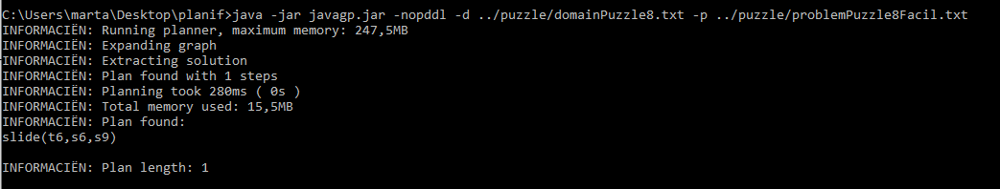 C:\Users\marta\Desktop\planif>java -jar javagp.jar -nopddl -d ../puzzle/domainPuzzle8.txt -p ../puzzle/problemPuzzle8Facil.txt
INFORMACIËN: Running planner, maximum memory: 247,5MB
INFORMACIËN: Expanding graph
INFORMACIËN: Extracting solution
INFORMACIËN: Plan found with 1 steps
INFORMACIËN: Planning took 280ms ( 0s )
INFORMACIËN: Total memory used: 15,5MB
INFORMACIËN: Plan found:
slide(t6,s6,s9)
INFORMACIËN: Plan length: 1